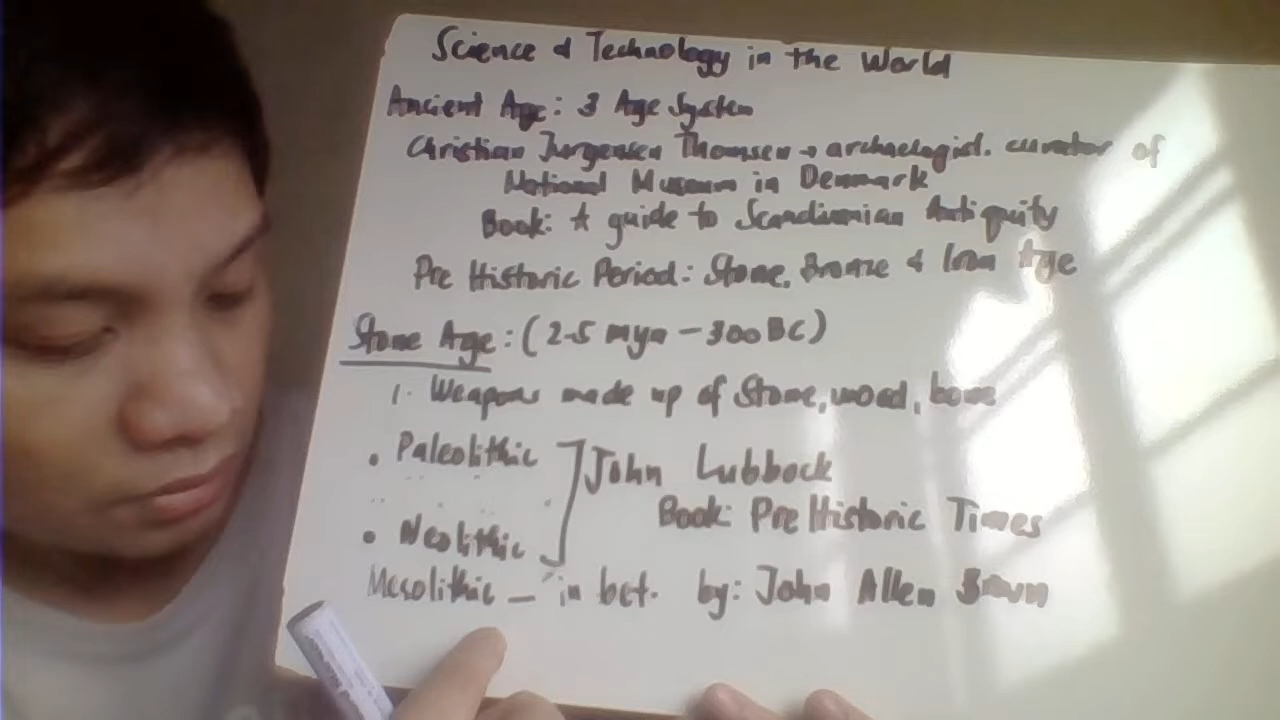 Science & Technology in the World
Ancient Age: 3 Age System
Christian Jurgensen Thomsen → archaelogist. curator of
National Museum in Denmark
Book: A guide to Scandinavian Antiquity
Pre Historic Period: Stone, Bronze & Iron Age
Stone Age: (2.5 mya - 300 BC)
1. Weapons made up of Stone, wood, bone
• Paleolithic ] John Lubbock
Book: Pre Historic Times
• Neolithic
Mesolithic — in bet. by: John Allen Brown